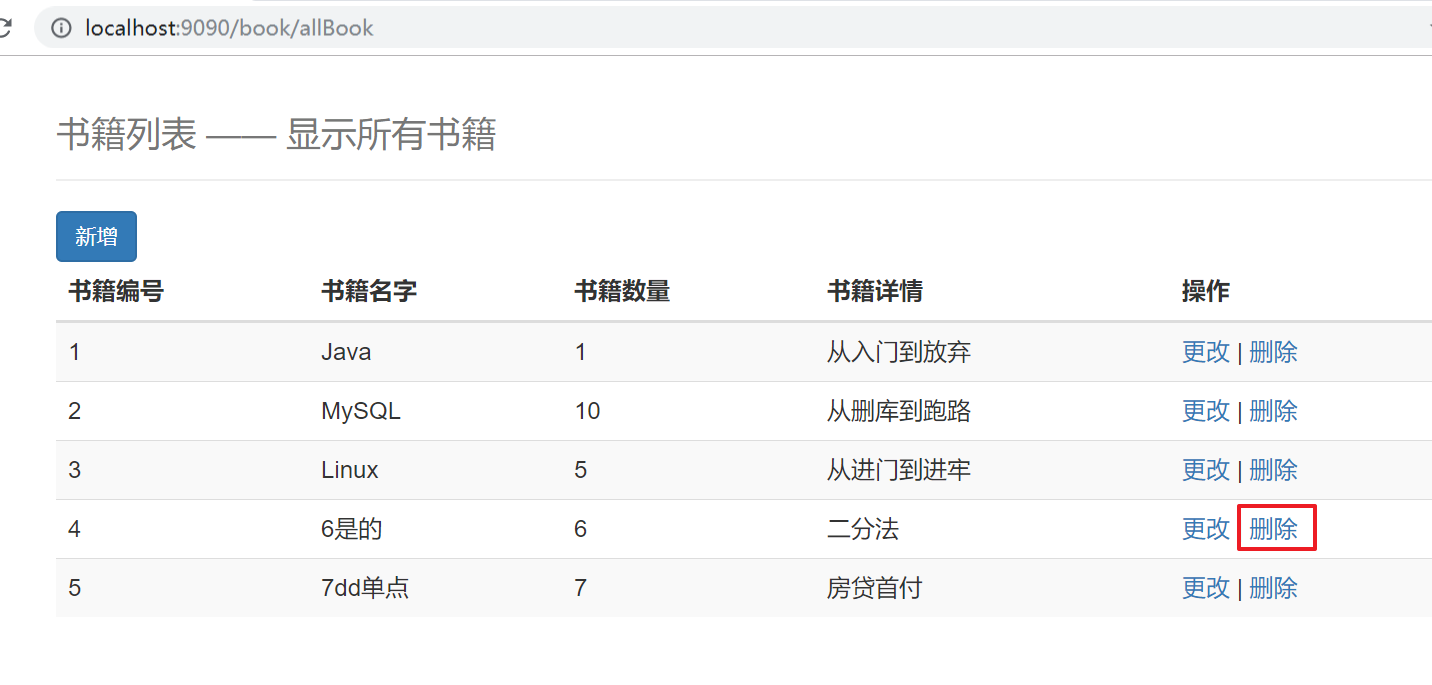 localhost:9090/book/allBook
书籍列表 —— 显示所有书籍
新增
书籍编号 书籍名字 书籍数量 书籍详情 操作
1 Java 1 从入门到放弃 更改 | 删除
2 MySQL 10 从删库到跑路 更改 | 删除
3 Linux 5 从进门到进牢 更改 | 删除
4 6是的 6 二分法 更改 删除
5 7dd单点 7 房贷首付 更改 | 删除